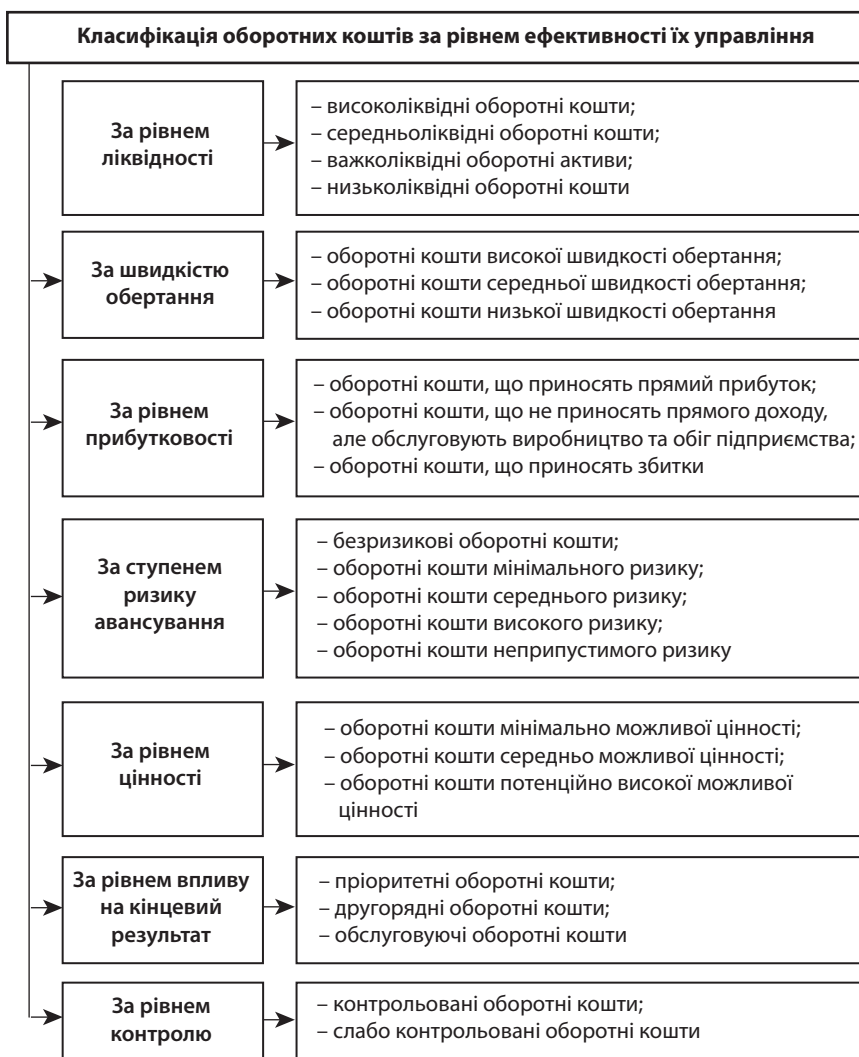 Класифікація оборотних коштів за рівнем ефективності їх управління
За рівнем
ліквідності
– високоліквідні оборотні кошти;
– середньоліквідні оборотні кошти;
– важколіквідні оборотні активи;
– низьколіквідні оборотні кошти
За швидкістю
обертання
– оборотні кошти високої швидкості обертання;
– оборотні кошти середньої швидкості обертання;
– оборотні кошти низької швидкості обертання
За рівнем
прибутковості
– оборотні кошти, що приносять прямий прибуток;
– оборотні кошти, що не приносять прямого доходу,
але обслуговують виробництво та обіг підприємства;
– оборотні кошти, що приносять збитки
За ступенем
ризику
авансування
– безризикові оборотні кошти;
– оборотні кошти мінімального ризику;
– оборотні кошти середнього ризику;
– оборотні кошти високого ризику;
– оборотні кошти неприпустимого ризику
За рівнем
цінності
– оборотні кошти мінімально можливої цінності;
– оборотні кошти середньо можливої цінності;
– оборотні кошти потенційно високої можливої
цінності
За рівнем впливу
на кінцевий
результат
– пріоритетні оборотні кошти;
– другорядні оборотні кошти;
– обслуговуючі оборотні кошти
За рівнем
контролю
– контрольовані оборотні кошти;
– слабо контрольовані оборотні кошти